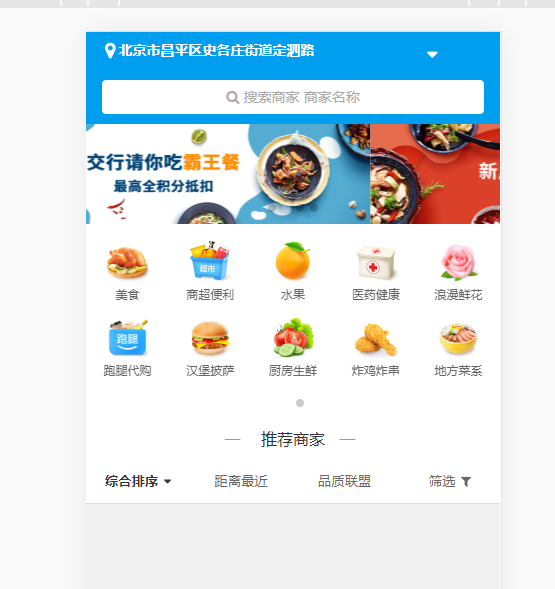 北京市昌平区史各庄街道定泗路
搜索商家 商家名称
交行请你吃霸王餐
最高全积分抵扣
新
超市
美食 商超便利 水果 医药健康 浪漫鲜花
跑腿
跑腿代购 汉堡披萨 厨房生鲜 炸鸡炸串 地方菜系
推荐商家
综合排序 距离最近 品质联盟 筛选